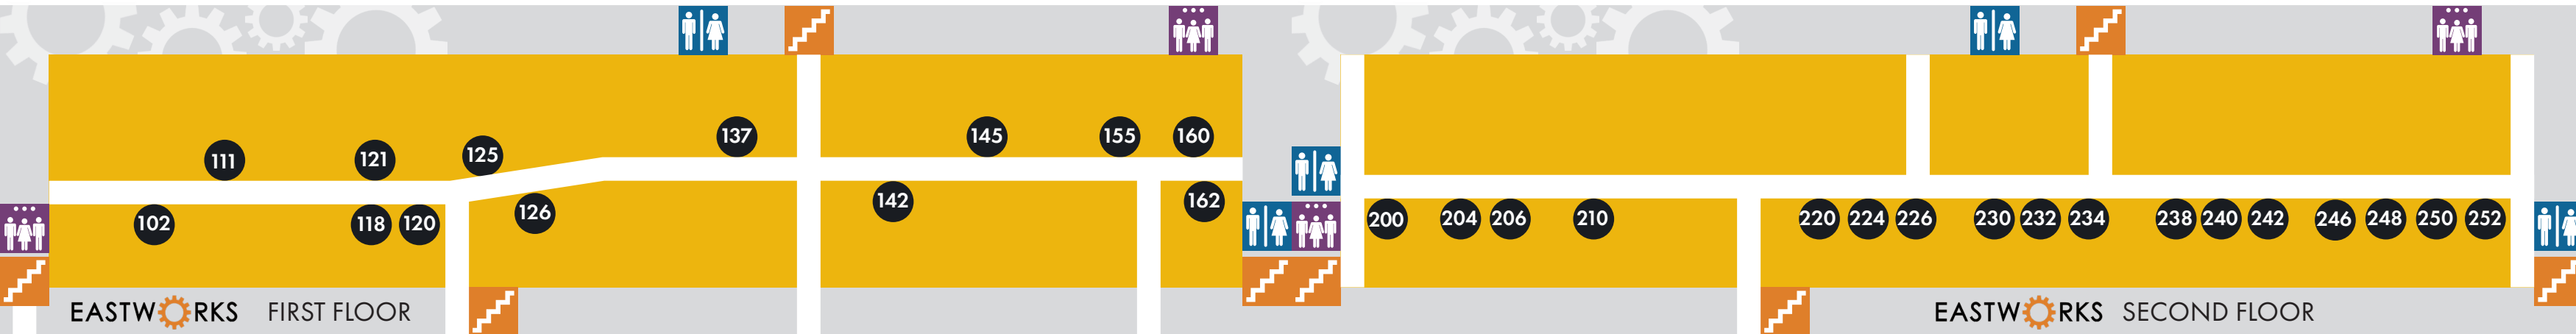 137 145 155 160
111 121 125
102 118 120 126 142 162
EASTWORKS FIRST FLOOR
200 204 206 210 220 224 226 230 232 234 238 240 242 246 248 250 252
EASTWORKS SECOND FLOOR